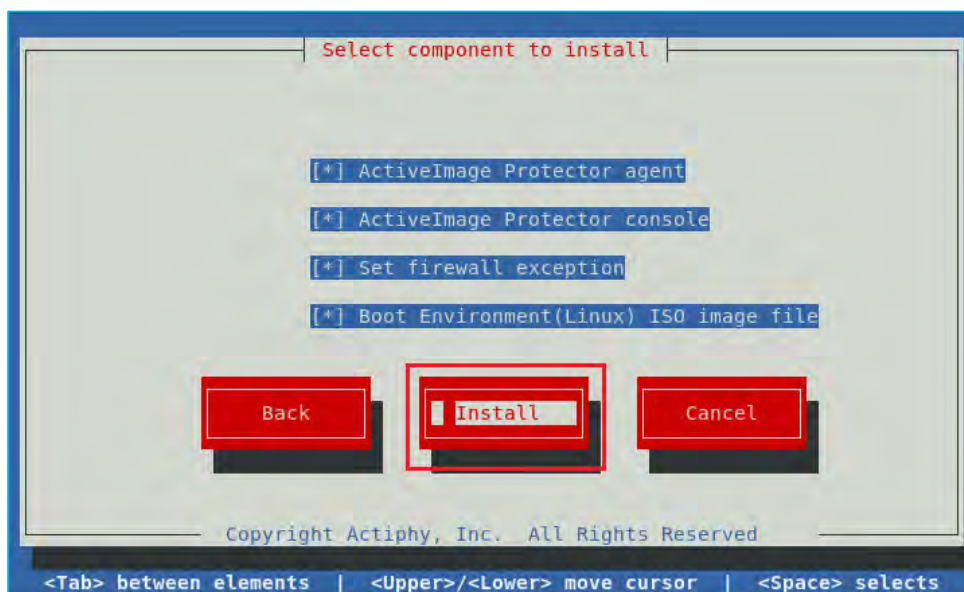 Select component to install
[*] ActiveImage Protector agent
[*] ActiveImage Protector console
[*] Set firewall exception
[*] Boot Environment(Linux) ISO image file
Back Install Cancel
Copyright Actiphy, Inc.  All Rights Reserved
<Tab> between elements  |  <Upper>/<Lower> move cursor  |  <Space> selects